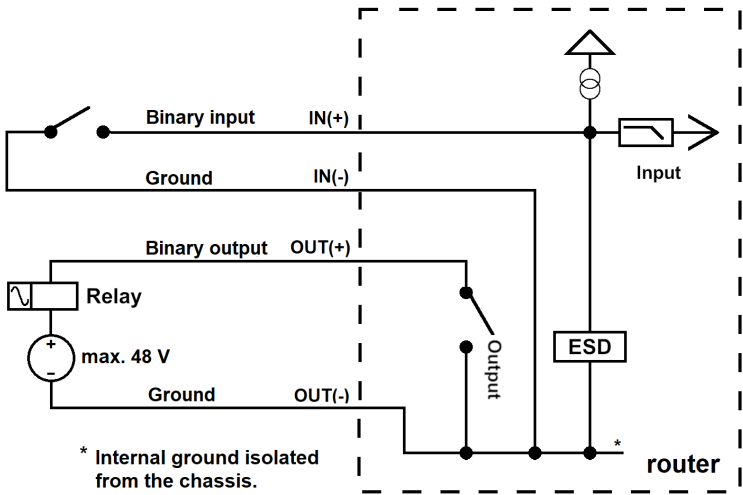 Binary input IN(+)
Input
Ground IN(-)
Binary output OUT(+)
Relay
+
max. 48 V
−
Output
ESD
Ground OUT(-)
*
* Internal ground isolated
from the chassis.
router